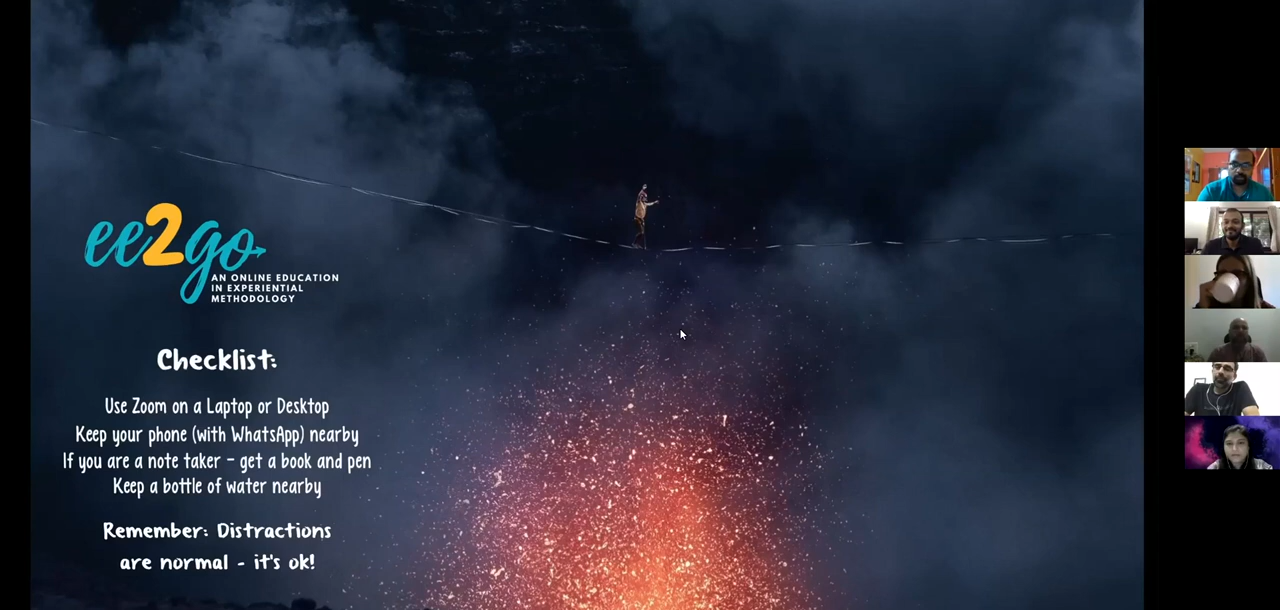 ee2go
AN ONLINE EDUCATION
IN EXPERIENTIAL
METHODOLOGY
Checklist:
Use Zoom on a Laptop or Desktop
Keep your phone (with WhatsApp) nearby
If you are a note taker - get a book and pen
Keep a bottle of water nearby
Remember: Distractions
are normal - it's ok!